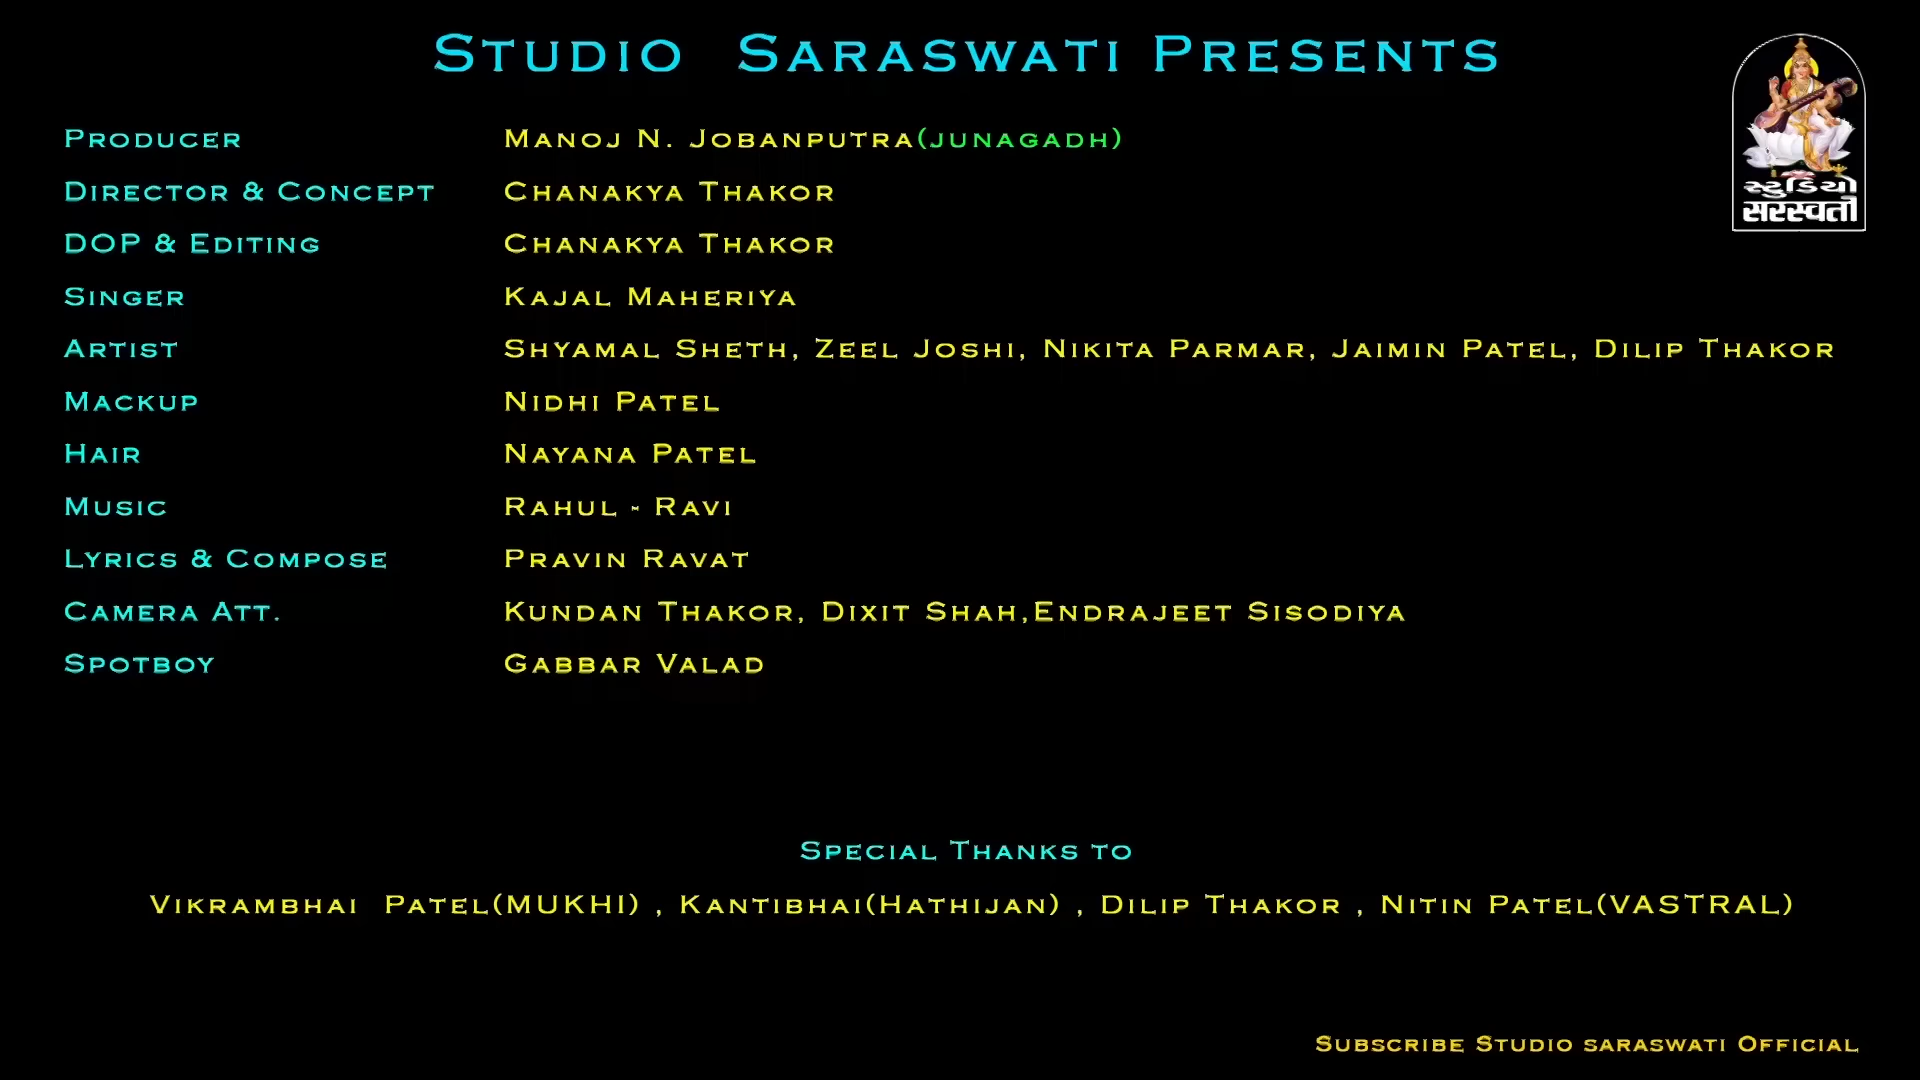 Studio Saraswati Presents
સ્ટુડિયો
સરસ્વતી
Producer Manoj N. Jobanputra(junagadh)
Director & Concept Chanakya Thakor
DOP & Editing Chanakya Thakor
Singer Kajal Maheriya
Artist Shyamal Sheth, Zeel Joshi, Nikita Parmar, Jaimin Patel, Dilip Thakor
Mackup Nidhi Patel
Hair Nayana Patel
Music Rahul - Ravi
Lyrics & Compose Pravin Ravat
Camera Att. Kundan Thakor, Dixit Shah,Endrajeet Sisodiya
Spotboy Gabbar Valad
Special Thanks to
Vikrambhai Patel(MUKHI) , Kantibhai(Hathijan) , Dilip Thakor , Nitin Patel(VASTRAL)
Subscribe Studio saraswati Official